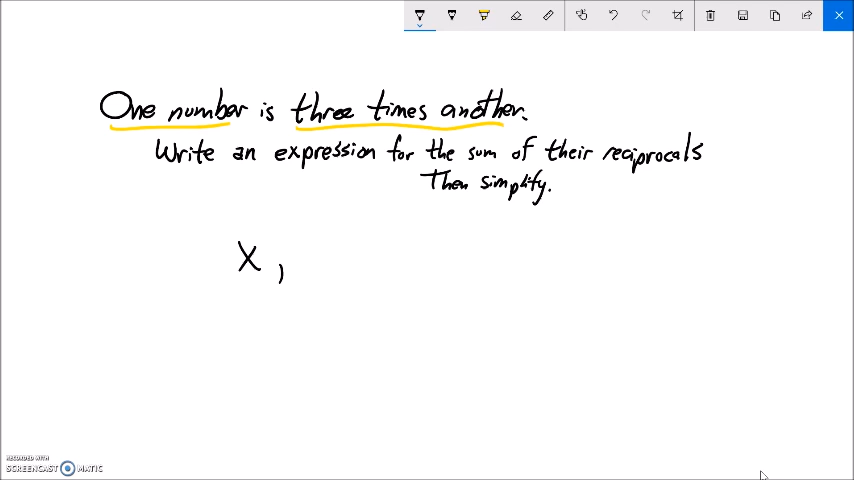 One number is three times another.
Write an expression for the sum of their reciprocals
Then simplify.
X ,
RECORDED WITH
SCREENCAST MATIC